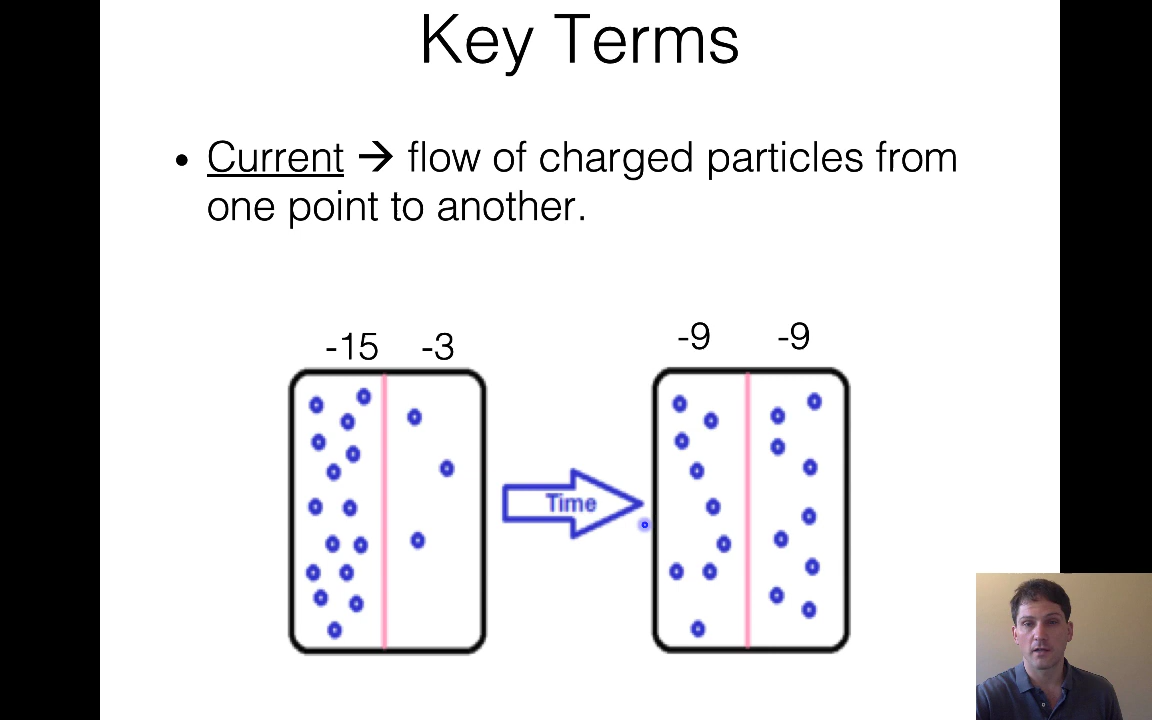 Key Terms
• Current → flow of charged particles from
one point to another.
-15 -3
-9 -9
Time